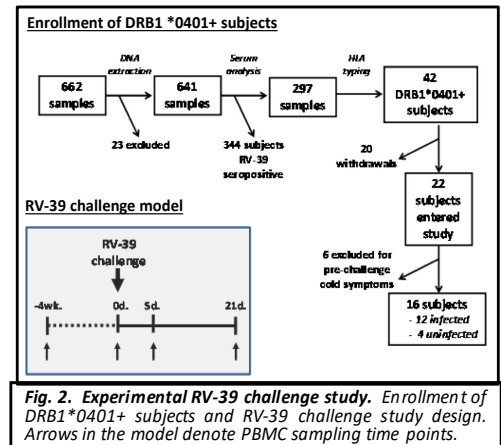 Enrollment of DRB1 *0401+ subjects
DNA
extraction
Serum
analysis
HLA
typing
662
samples
641
samples
297
samples
42
DRB1*0401+
subjects
23 excluded
344 subjects
RV-39
seropositive
20
withdrawals
22
subjects
entered
study
6 excluded for
pre-challenge
cold symptoms
16 subjects
- 12 infected
- 4 uninfected
RV-39 challenge model
RV-39
challenge
-4wk.
0d.
5d.
21d.
Fig. 2. Experimental RV-39 challenge study. Enrollment of
DRB1*0401+ subjects and RV-39 challenge study design.
Arrows in the model denote PBMC sampling time points.